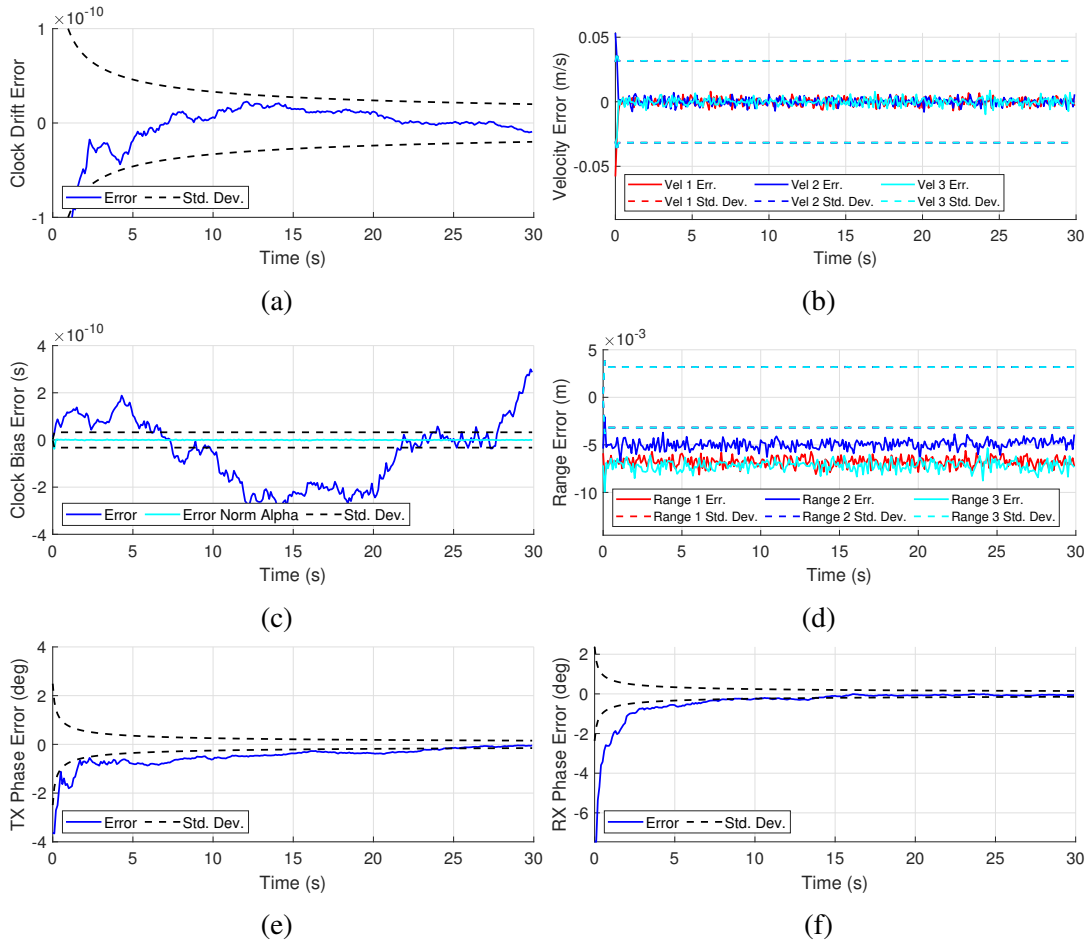 ×10^-10
1
0
-1
Clock Drift Error
Error
Std. Dev.
0 5 10 15 20 25 30
Time (s)
(a)
0.05
0
-0.05
Velocity Error (m/s)
Vel 1 Err. Vel 2 Err. Vel 3 Err.
Vel 1 Std. Dev. Vel 2 Std. Dev. Vel 3 Std. Dev.
0 5 10 15 20 25 30
Time (s)
(b)
×10^-10
4
2
0
-2
-4
Clock Bias Error (s)
Error Error Norm Alpha Std. Dev.
0 5 10 15 20 25 30
Time (s)
(c)
×10^-3
5
0
-5
-10
Range Error (m)
Range 1 Err. Range 2 Err. Range 3 Err.
Range 1 Std. Dev. Range 2 Std. Dev. Range 3 Std. Dev.
0 5 10 15 20 25 30
Time (s)
(d)
4
2
0
-2
-4
TX Phase Error (deg)
Error Std. Dev.
0 5 10 15 20 25 30
Time (s)
(e)
2
0
-2
-4
-6
RX Phase Error (deg)
Error Std. Dev.
0 5 10 15 20 25 30
Time (s)
(f)